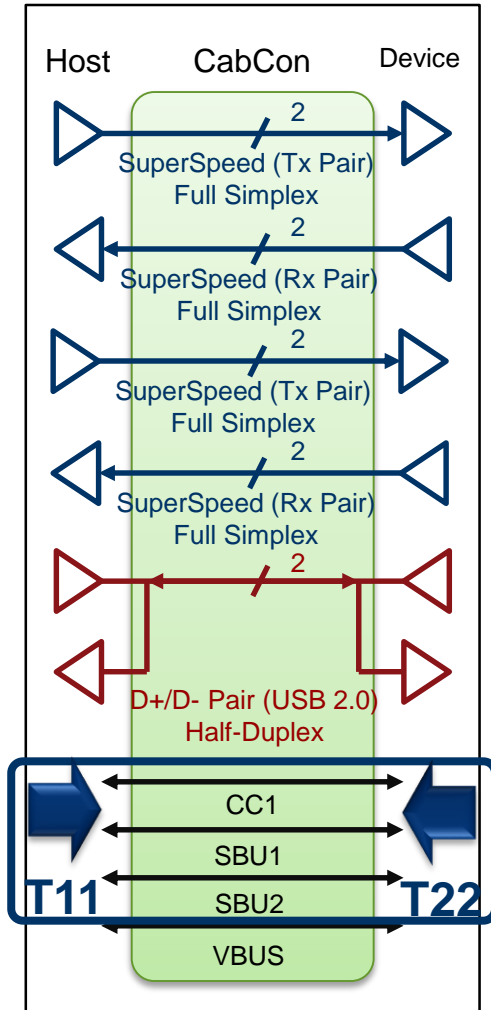 Host CabCon Device
2
SuperSpeed (Tx Pair)
Full Simplex
2
SuperSpeed (Rx Pair)
Full Simplex
2
SuperSpeed (Tx Pair)
Full Simplex
2
SuperSpeed (Rx Pair)
Full Simplex
2
D+/D- Pair (USB 2.0)
Half-Duplex
CC1
SBU1
T11 SBU2 T22
VBUS